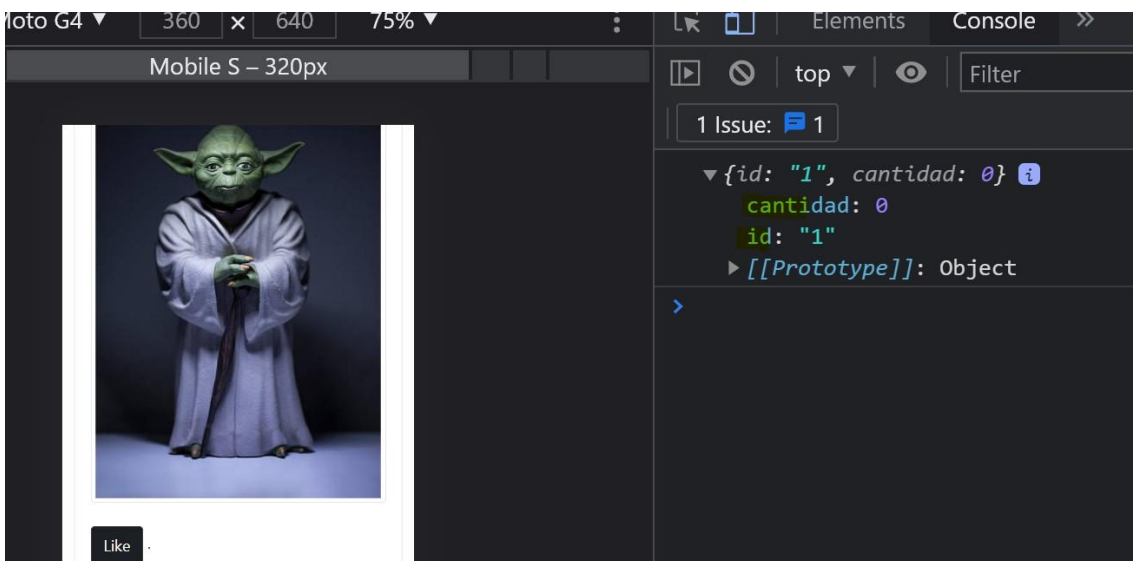 Moto G4 ▼ 360 × 640 75% ▼
Mobile S – 320px
Like
Elements Console »
top ▼ Filter
1 Issue: 1
▼ {id: "1", cantidad: 0} i
cantidad: 0
id: "1"
▶ [[Prototype]]: Object
>